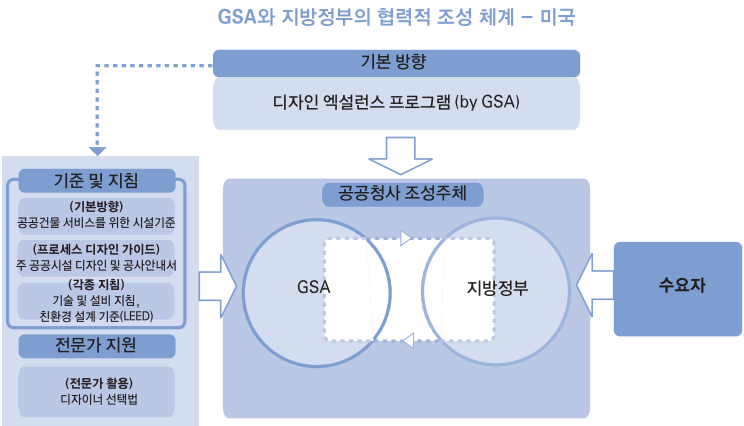 GSA와 지방정부의 협력적 조성 체계 – 미국
기본 방향
디자인 엑설런스 프로그램 (by GSA)
기준 및 지침
(기본방향)
공공건물 서비스를 위한 시설기준
(프로세스 디자인 가이드)
주 공공시설 디자인 및 공사안내서
(각종 지침)
기술 및 설비 지침,
친환경 설계 기준(LEED)
전문가 지원
(전문가 활용)
디자이너 선택법
공공청사 조성주체
GSA
지방정부
수요자